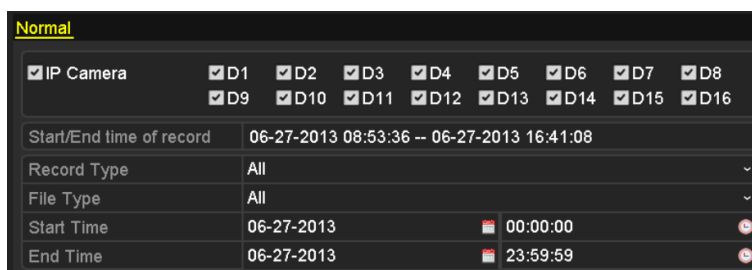 Normal
IP Camera D1 D2 D3 D4 D5 D6 D7 D8
D9 D10 D11 D12 D13 D14 D15 D16
Start/End time of record 06-27-2013 08:53:36 -- 06-27-2013 16:41:08
Record Type All
File Type All
Start Time 06-27-2013 00:00:00
End Time 06-27-2013 23:59:59